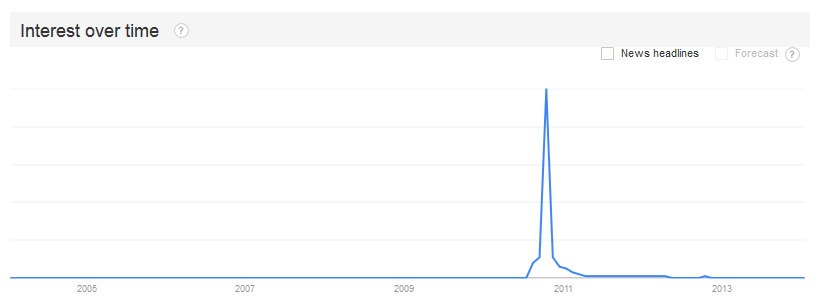 Interest over time ?
News headlines Forecast ?
2005 2007 2009 2011 2013